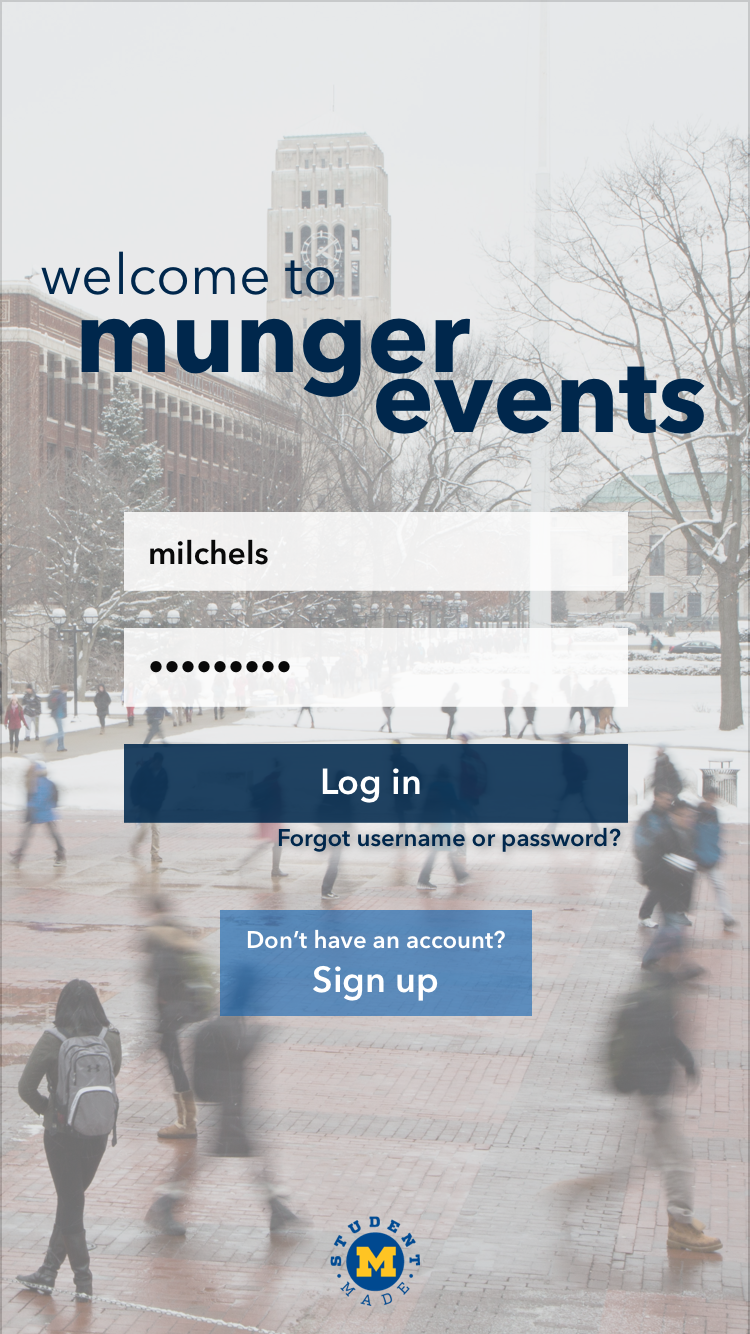 welcome to
munger
events
milchels
•••••••••
Log in
Forgot username or password?
Don't have an account?
Sign up
STUDENT
M
MADE